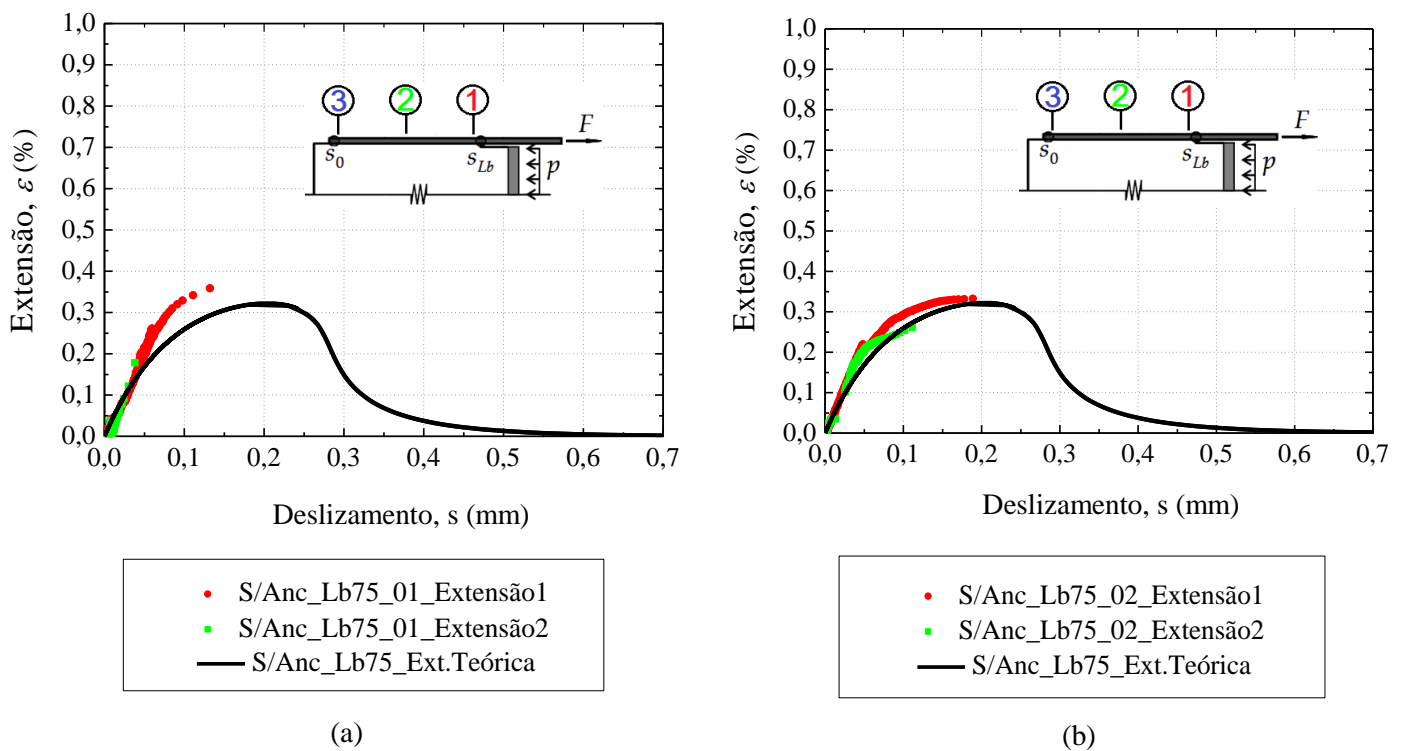 1,0
0,9
0,8
0,7
0,6
0,5
0,4
0,3
0,2
0,1
0,0
Extensão, ε (%)
3 2 1
F
s0 sLb p
0,0 0,1 0,2 0,3 0,4 0,5 0,6 0,7
Deslizamento, s (mm)
S/Anc_Lb75_01_Extensão1
S/Anc_Lb75_01_Extensão2
S/Anc_Lb75_Ext.Teórica
(a)
1,0
0,9
0,8
0,7
0,6
0,5
0,4
0,3
0,2
0,1
0,0
Extensão, ε (%)
3 2 1
F
s0 sLb p
0,0 0,1 0,2 0,3 0,4 0,5 0,6 0,7
Deslizamento, s (mm)
S/Anc_Lb75_02_Extensão1
S/Anc_Lb75_02_Extensão2
S/Anc_Lb75_Ext.Teórica
(b)